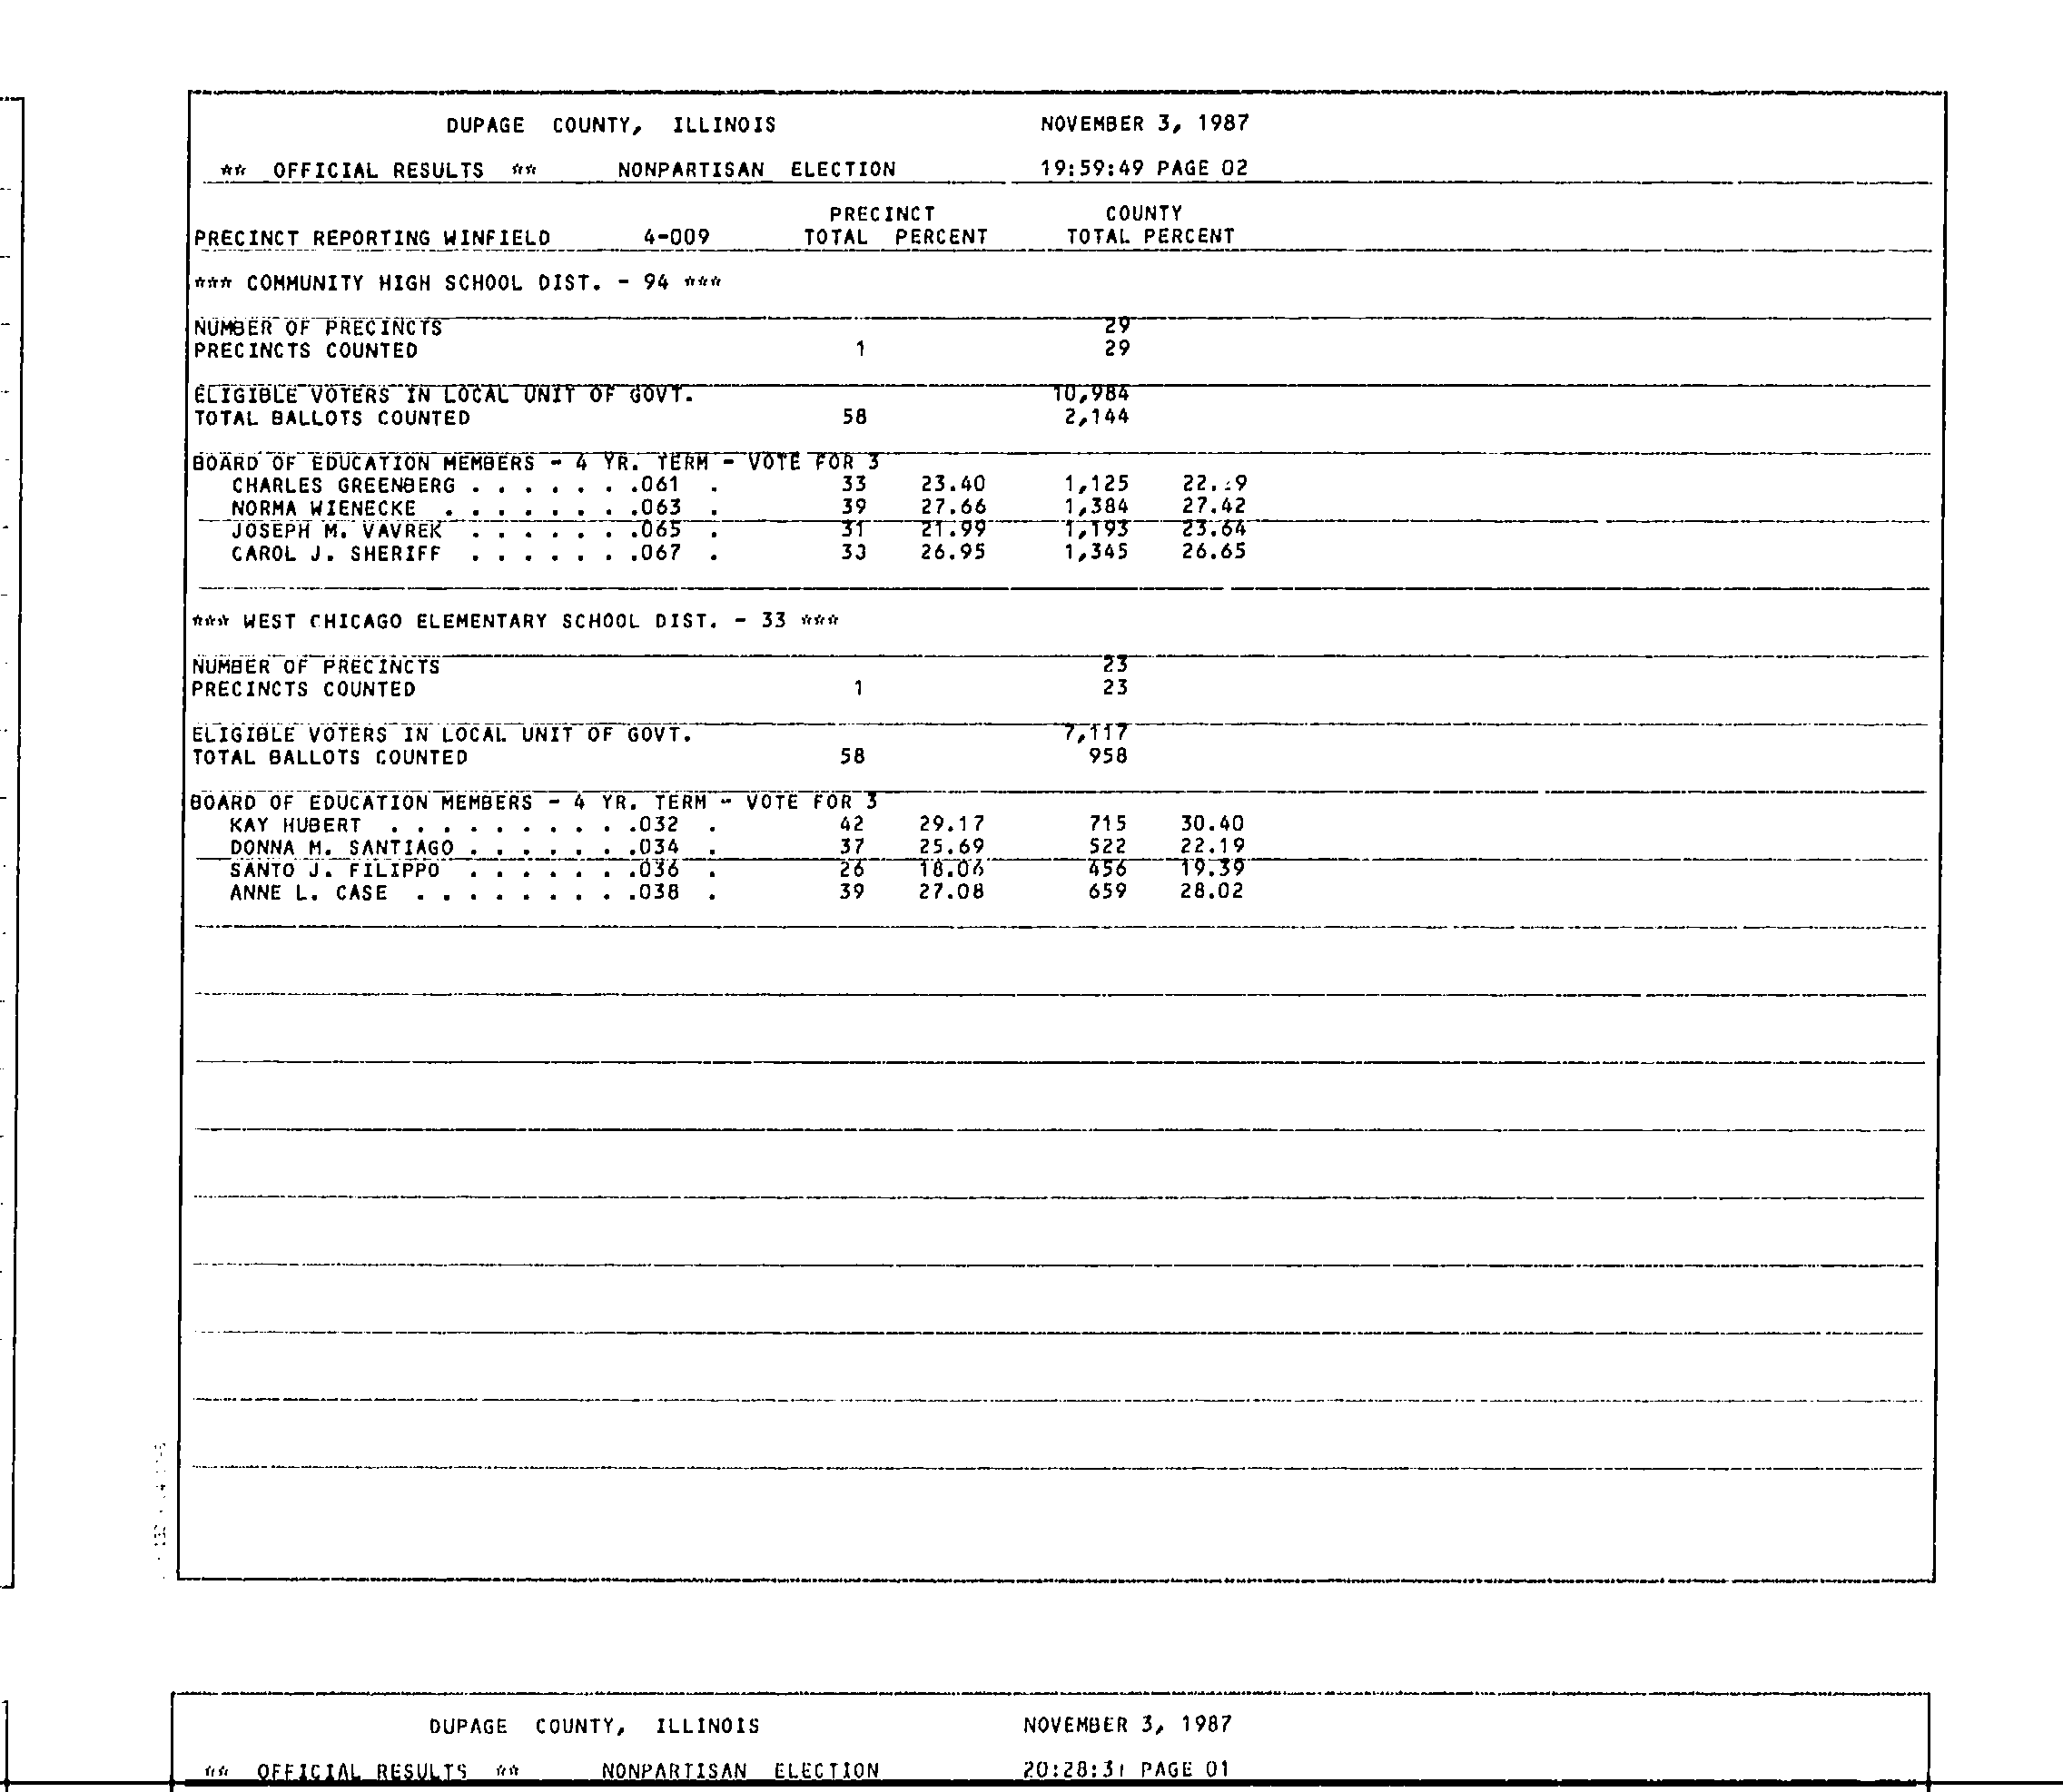 DUPAGE COUNTY, ILLINOIS NOVEMBER 3, 1987
** OFFICIAL RESULTS ** NONPARTISAN ELECTION 19:59:49 PAGE 02
PRECINCT COUNTY
PRECINCT REPORTING WINFIELD 4-009 TOTAL PERCENT TOTAL PERCENT
*** COMMUNITY HIGH SCHOOL DIST. - 94 ***
NUMBER OF PRECINCTS 29
PRECINCTS COUNTED 1 29
ELIGIBLE VOTERS IN LOCAL UNIT OF GOVT. 10,984
TOTAL BALLOTS COUNTED 58 2,144
BOARD OF EDUCATION MEMBERS - 4 YR. TERM - VOTE FOR 3
CHARLES GREENBERG . . . . . . .061 . 33 23.40 1,125
NORMA WIENECKE . . . . . . . .063 . 39 27.66 1,384 27.42
JOSEPH M. VAVREK . . . . . . .065 . 31 21.99 1,193 23.64
CAROL J. SHERIFF . . . . . . .067 . 26.95 1,345 26.65
*** WEST CHICAGO ELEMENTARY SCHOOL DIST. - 33 ***
NUMBER OF PRECINCTS 23
PRECINCTS COUNTED 1 23
ELIGIBLE VOTERS IN LOCAL UNIT OF GOVT. 7,117
TOTAL BALLOTS COUNTED 58 958
BOARD OF EDUCATION MEMBERS - 4 YR. TERM - VOTE FOR 3
KAY HUBERT . . . . . . . . . .032 . 42 29.17 715 30.40
DONNA M. SANTIAGO . . . . . . .034 . 37 25.69 522 22.19
SANTO J. FILIPPO . . . . . . .036 . 26 18.06 456 19.39
ANNE L. CASE . . . . . . . . .038 . 39 27.08 659 28.02
DUPAGE COUNTY, ILLINOIS NOVEMBER 3, 1987
** OFFICIAL RESULTS ** NONPARTISAN ELECTION 20:28:31 PAGE 01